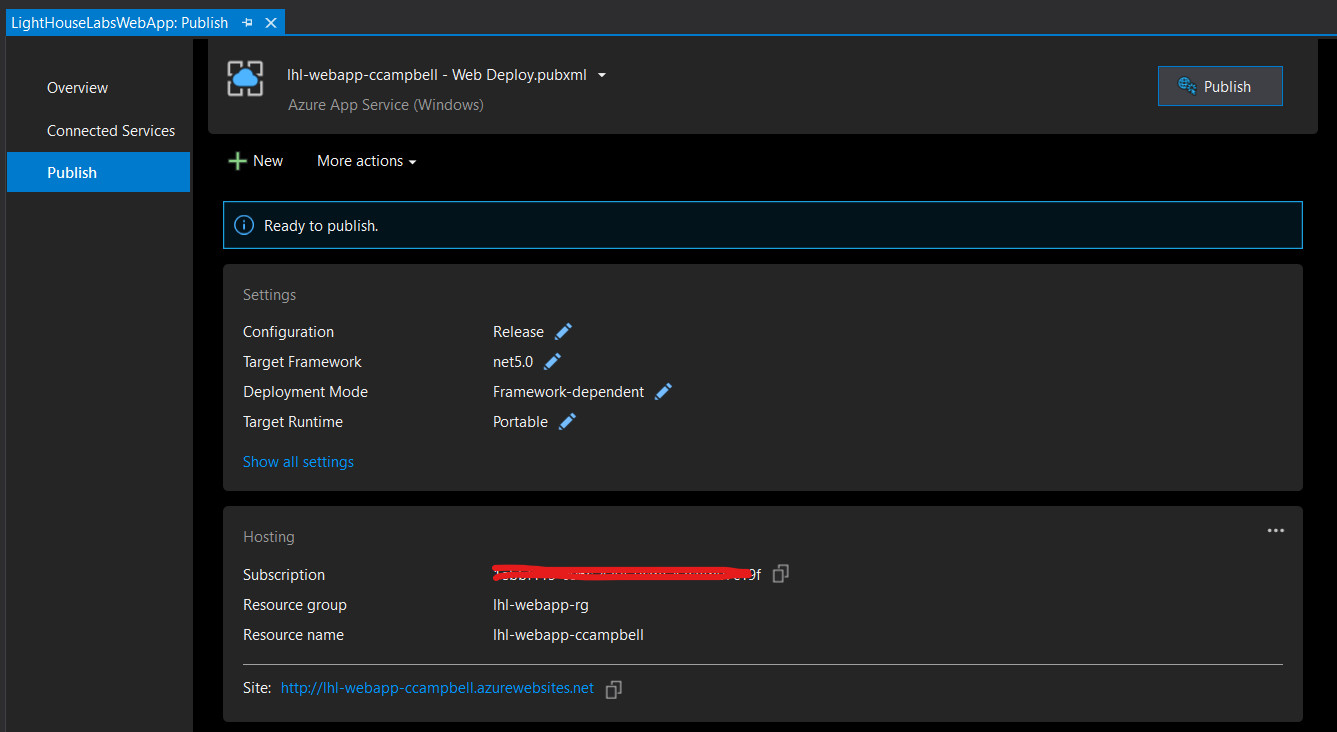 LightHouseLabsWebApp: Publish
Overview
Connected Services
Publish
lhl-webapp-ccampbell - Web Deploy.pubxml
Azure App Service (Windows)
Publish
New More actions
Ready to publish.
Settings
Configuration Release
Target Framework net5.0
Deployment Mode Framework-dependent
Target Runtime Portable
Show all settings
Hosting
Subscription
Resource group lhl-webapp-rg
Resource name lhl-webapp-ccampbell
Site: http://lhl-webapp-ccampbell.azurewebsites.net